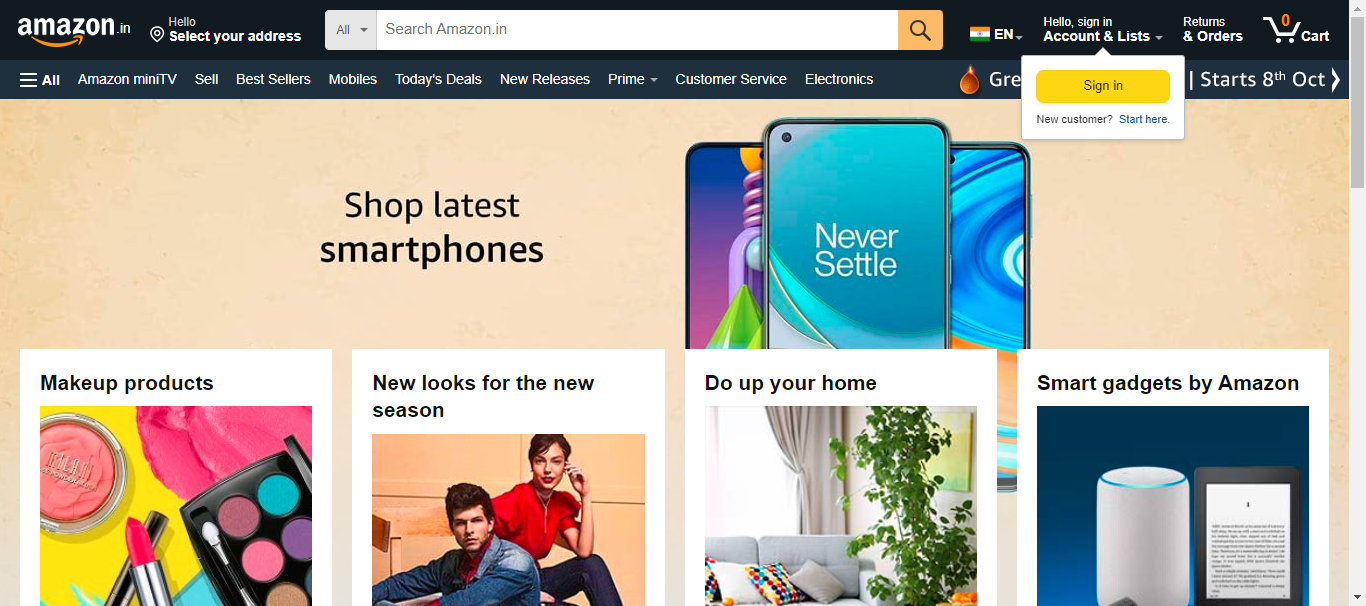 amazon.in
Hello
Select your address
All
Search Amazon.in
EN
Hello, sign in
Account & Lists
Returns
& Orders
0
Cart
All
Amazon miniTV
Sell
Best Sellers
Mobiles
Today's Deals
New Releases
Prime
Customer Service
Electronics
Gre
| Starts 8th Oct
Sign in
New customer? Start here.
Shop latest
smartphones
Never
Settle
Makeup products
New looks for the new
season
Do up your home
Smart gadgets by Amazon
MILANI